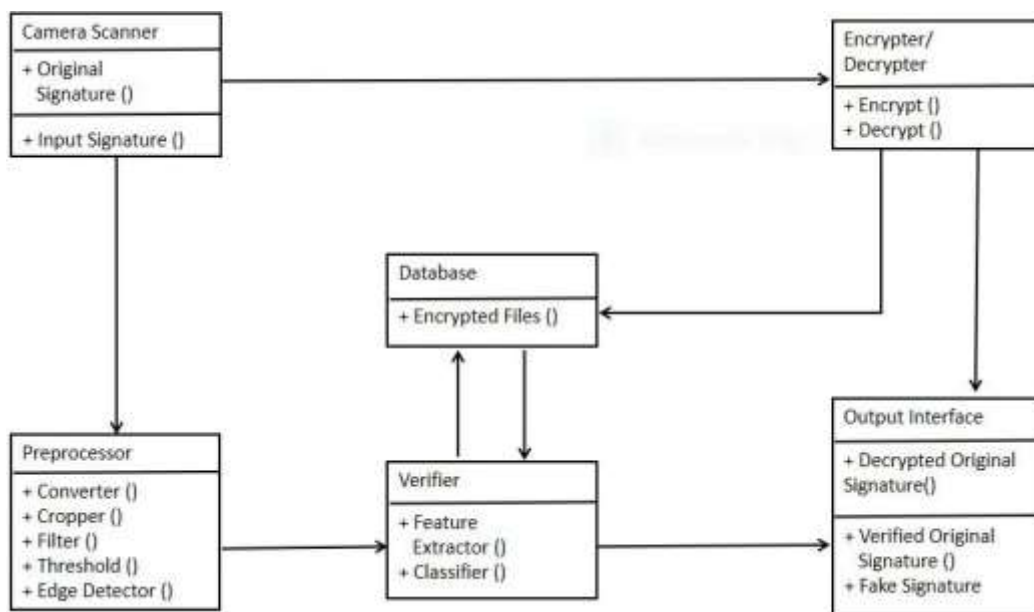 Camera Scanner
+ Original
Signature ()
+ Input Signature ()
Encrypter/
Decrypter
+ Encrypt ()
+ Decrypt ()
Database
+ Encrypted Files ()
Preprocessor
+ Converter ()
+ Cropper ()
+ Filter ()
+ Threshold ()
+ Edge Detector ()
Verifier
+ Feature
Extractor ()
+ Classifier ()
Output Interface
+ Decrypted Original
Signature()
+ Verified Original
Signature ()
+ Fake Signature